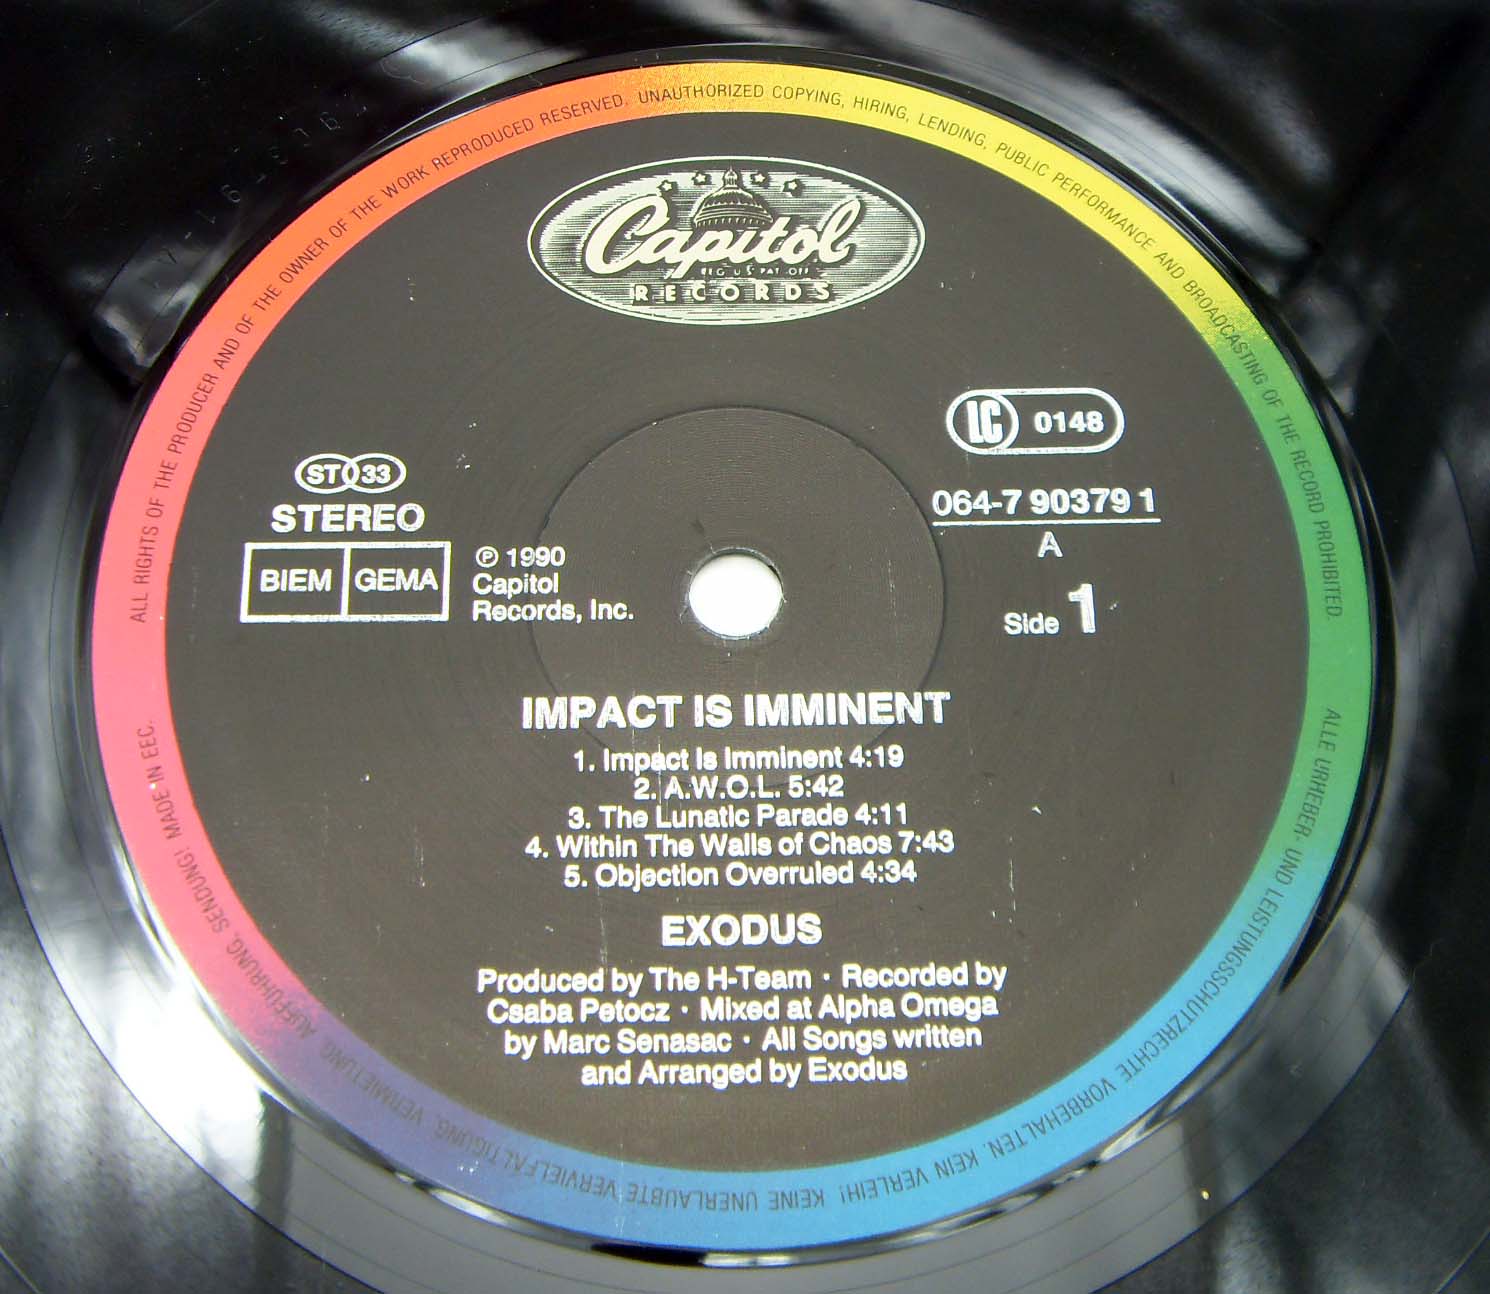 ALL RIGHTS OF THE PRODUCER AND OF THE OWNER OF THE WORK REPRODUCED RESERVED. UNAUTHORIZED COPYING, HIRING, LENDING, PUBLIC PERFORMANCE AND BROADCASTING OF THE RECORD PROHIBITED.
Capitol
REG. U.S. PAT. OFF.
RECORDS
LC 0148
ST 33
STEREO
BIEM GEMA
℗ 1990
Capitol
Records, Inc.
064-7 90379 1
A
Side 1
IMPACT IS IMMINENT
1. Impact Is Imminent 4:19
2. A.W.O.L. 5:42
3. The Lunatic Parade 4:11
4. Within The Walls of Chaos 7:43
5. Objection Overruled 4:34
EXODUS
Produced by The H-Team · Recorded by
Csaba Petocz · Mixed at Alpha Omega
by Marc Senasac · All Songs written
and Arranged by Exodus
ALLE URHEBER- UND LEISTUNGSSCHUTZRECHTE VORBEHALTEN. KEIN VERLEIH! KEINE UNERLAUBTE VERVIELFÄLTIGUNG, VERMIETUNG, AUFFÜHRUNG, SENDUNG! MADE IN EEC.